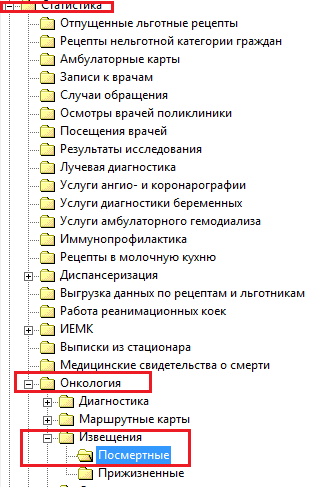 Статистика
Отпущенные льготные рецепты
Рецепты нельготной категории граждан
Амбулаторные карты
Записи к врачам
Случаи обращения
Осмотры врачей поликлиники
Посещения врачей
Результаты исследования
Лучевая диагностика
Услуги ангио- и коронарографии
Услуги диагностики беременных
Услуги амбулаторного гемодиализа
Иммунопрофилактика
Рецепты в молочную кухню
Диспансеризация
Выгрузка данных по рецептам и льготникам
Работа реанимационных коек
ИЕМК
Выписки из стационара
Медицинские свидетельства о смерти
Онкология
Диагностика
Маршрутные карты
Извещения
Посмертные
Прижизненные